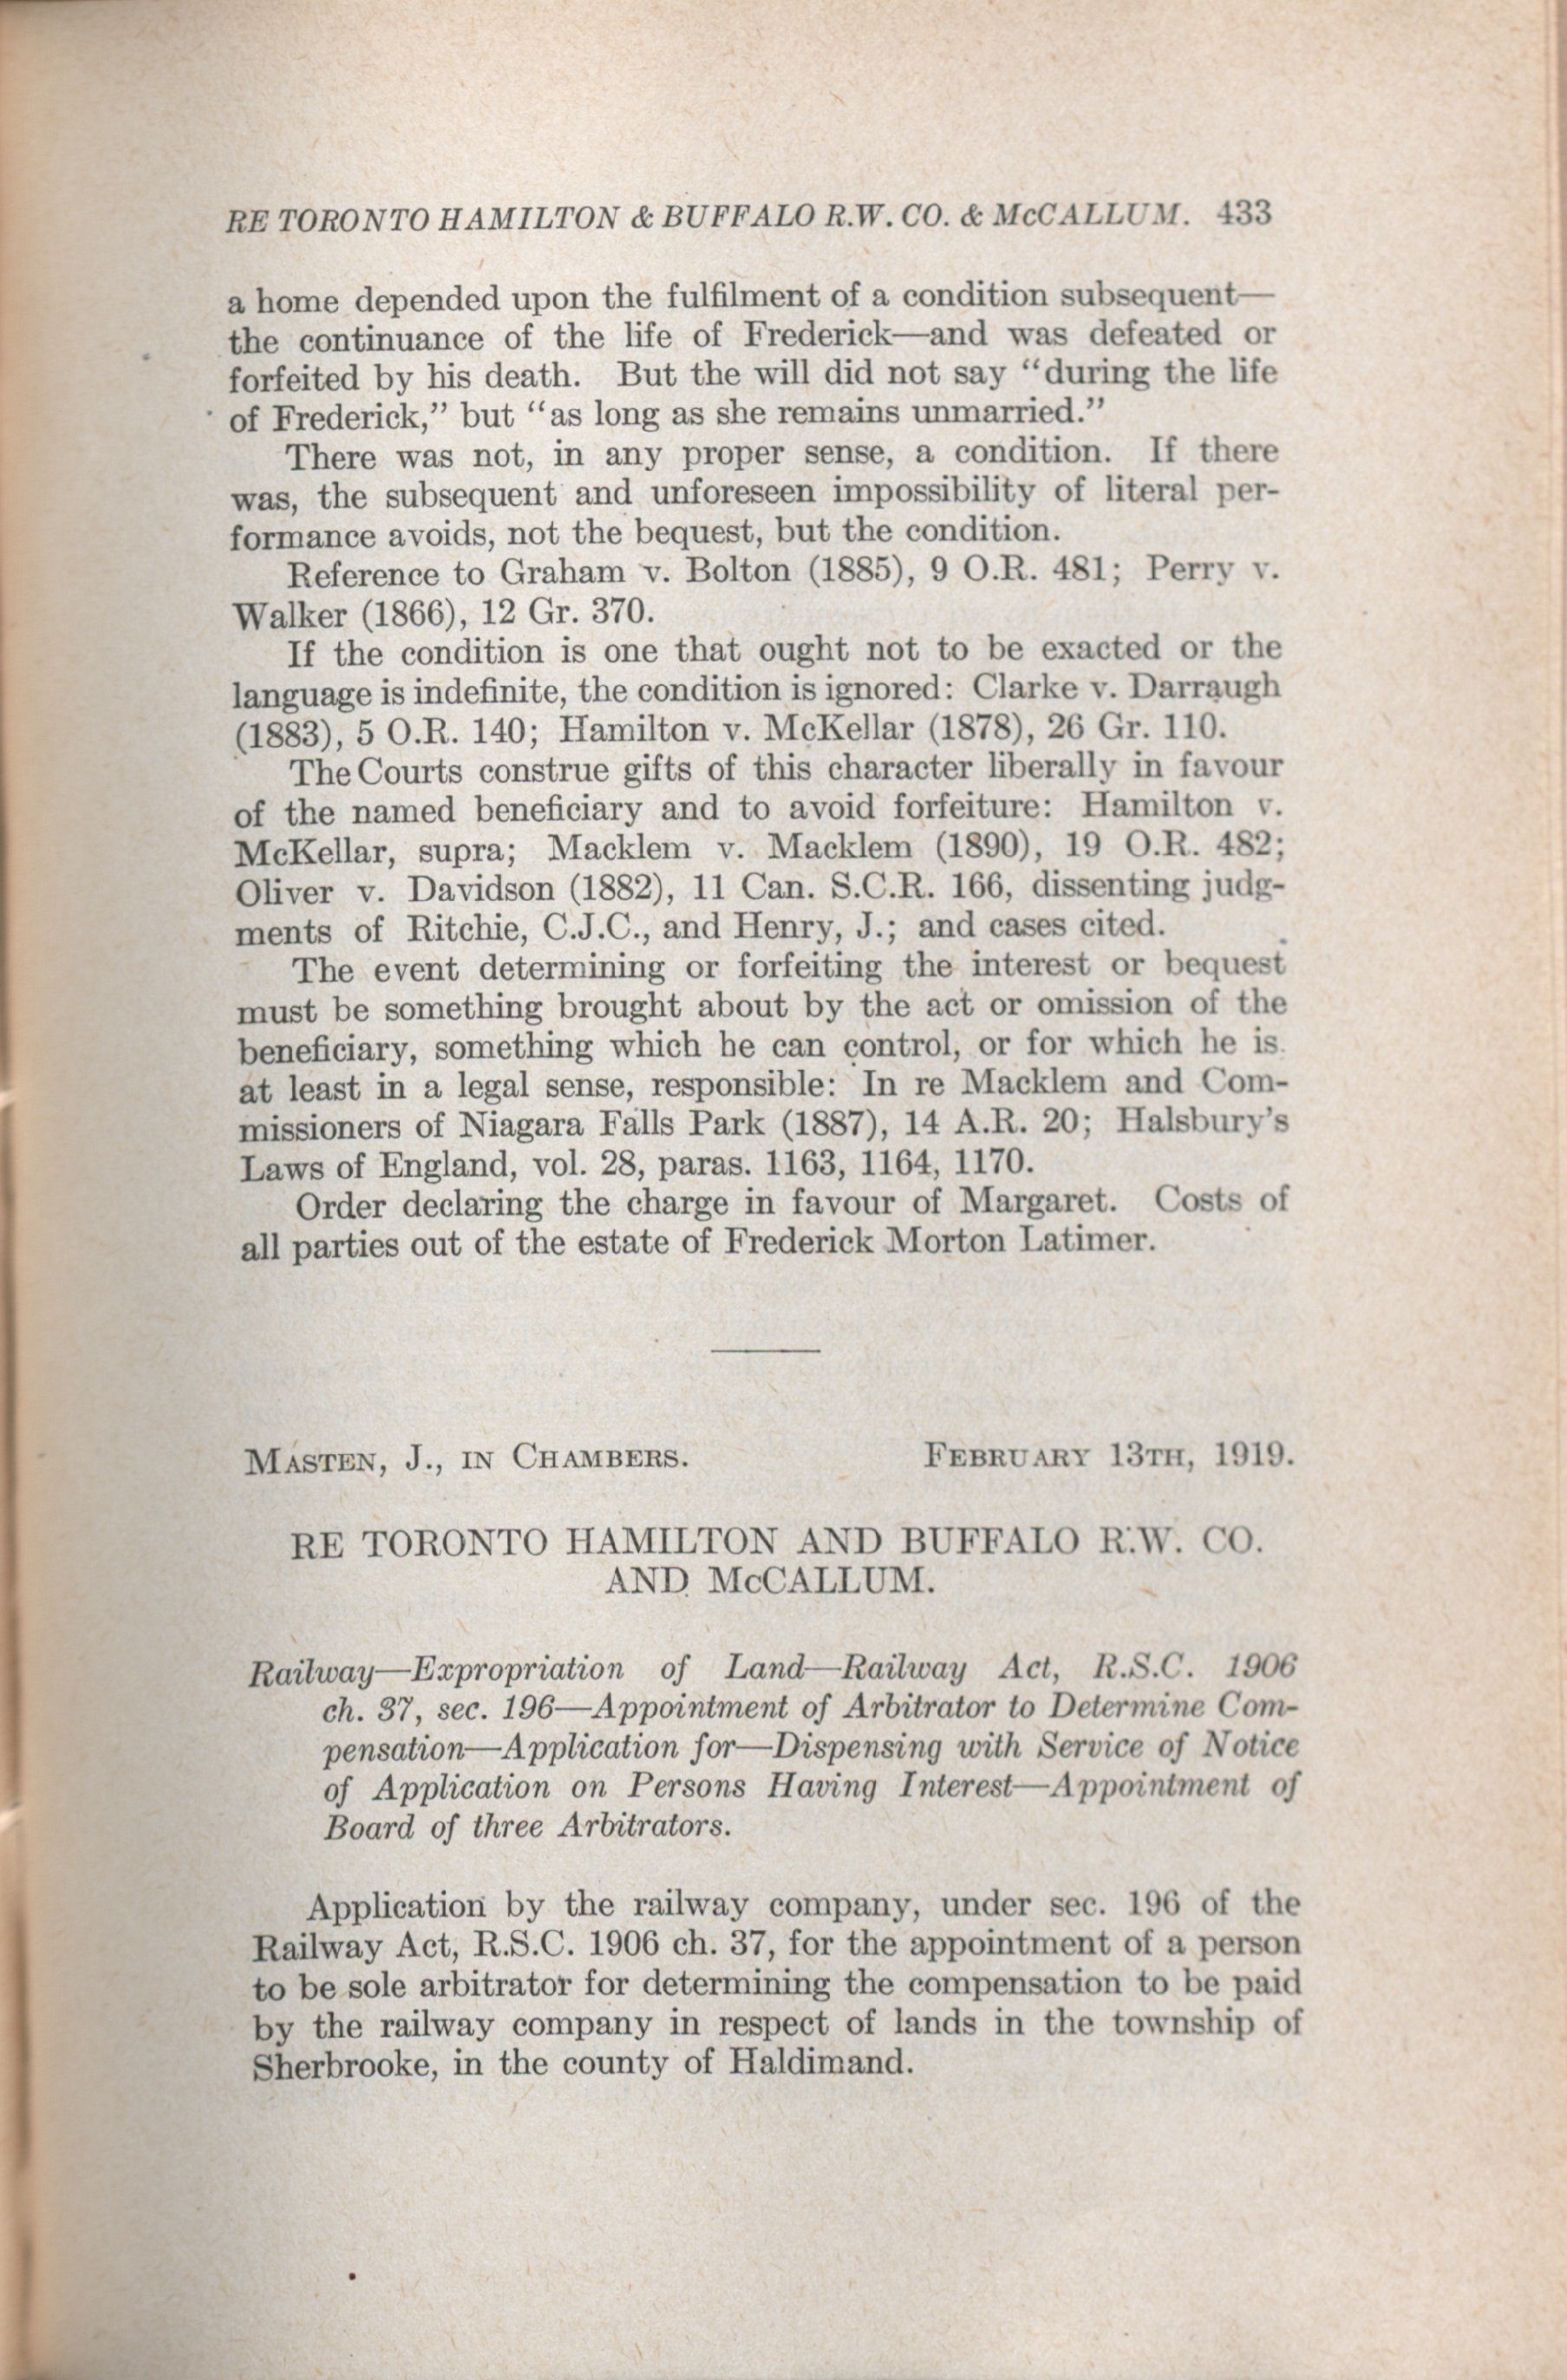 RE TORONTO HAMILTON & BUFFALO R.W. CO. & McCALLUM. 433
a home depended upon the fulfilment of a condition subsequent—
the continuance of the life of Frederick—and was defeated or
forfeited by his death. But the will did not say "during the life
of Frederick," but "as long as she remains unmarried."
There was not, in any proper sense, a condition. If there
was, the subsequent and unforeseen impossibility of literal per-
formance avoids, not the bequest, but the condition.
Reference to Graham v. Bolton (1885), 9 O.R. 481; Perry v.
Walker (1866), 12 Gr. 370.
If the condition is one that ought not to be exacted or the
language is indefinite, the condition is ignored: Clarke v. Darraugh
(1883), 5 O.R. 140; Hamilton v. McKellar (1878), 26 Gr. 110.
The Courts construe gifts of this character liberally in favour
of the named beneficiary and to avoid forfeiture: Hamilton v.
McKellar, supra; Macklem v. Macklem (1890), 19 O.R. 482;
Oliver v. Davidson (1882), 11 Can. S.C.R. 166, dissenting judg-
ments of Ritchie, C.J.C., and Henry, J.; and cases cited.
The event determining or forfeiting the interest or bequest
must be something brought about by the act or omission of the
beneficiary, something which he can control, or for which he is.
at least in a legal sense, responsible: In re Macklem and Com-
missioners of Niagara Falls Park (1887), 14 A.R. 20; Halsbury's
Laws of England, vol. 28, paras. 1163, 1164, 1170.
Order declaring the charge in favour of Margaret. Costs of
all parties out of the estate of Frederick Morton Latimer.
MASTEN, J., IN CHAMBERS. FEBRUARY 13TH, 1919.
RE TORONTO HAMILTON AND BUFFALO R.W. CO.
AND McCALLUM.
Railway—Expropriation of Land—Railway Act, R.S.C. 1906
ch. 37, sec. 196—Appointment of Arbitrator to Determine Com-
pensation—Application for—Dispensing with Service of Notice
of Application on Persons Having Interest—Appointment of
Board of three Arbitrators.
Application by the railway company, under sec. 196 of the
Railway Act, R.S.C. 1906 ch. 37, for the appointment of a person
to be sole arbitrator for determining the compensation to be paid
by the railway company in respect of lands in the township of
Sherbrooke, in the county of Haldimand.